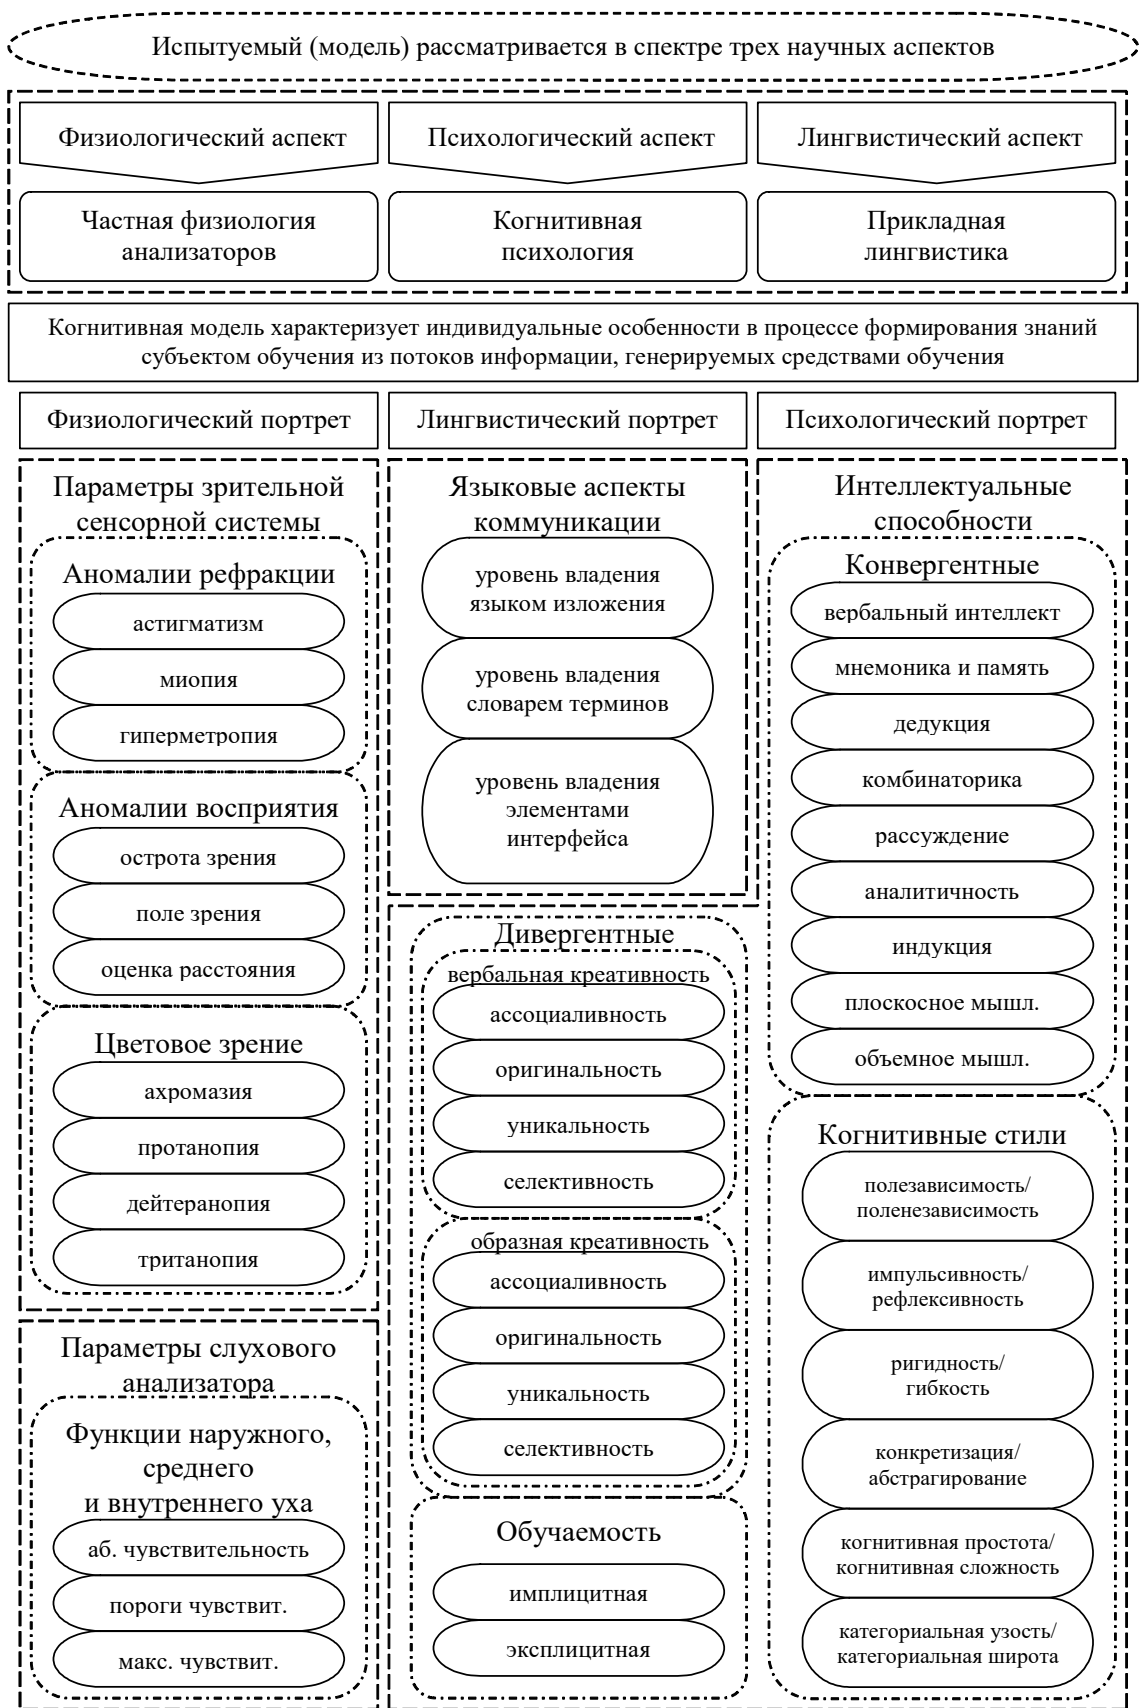 Испытуемый (модель) рассматривается в спектре трех научных аспектов
Физиологический аспект
Психологический аспект
Лингвистический аспект
Частная физиология
анализаторов
Когнитивная
психология
Прикладная
лингвистика
Когнитивная модель характеризует индивидуальные особенности в процессе формирования знаний
субъектом обучения из потоков информации, генерируемых средствами обучения
Физиологический портрет
Лингвистический портрет
Психологический портрет
Параметры зрительной
сенсорной системы
Аномалии рефракции
астигматизм
миопия
гиперметропия
Аномалии восприятия
острота зрения
поле зрения
оценка расстояния
Цветовое зрение
ахромазия
протанопия
дейтеранопия
тританопия
Параметры слухового
анализатора
Функции наружного,
среднего
и внутреннего уха
аб. чувствительность
пороги чувствит.
макс. чувствит.
Языковые аспекты
коммуникации
уровень владения
языком изложения
уровень владения
словарем терминов
уровень владения
элементами
интерфейса
Дивергентные
вербальная креативность
ассоциаливность
оригинальность
уникальность
селективность
образная креативность
ассоциаливность
оригинальность
уникальность
селективность
Обучаемость
имплицитная
эксплицитная
Интеллектуальные
способности
Конвергентные
вербальный интеллект
мнемоника и память
дедукция
комбинаторика
рассуждение
аналитичность
индукция
плоскосное мышл.
объемное мышл.
Когнитивные стили
полезависимость/
поленезависимость
импульсивность/
рефлексивность
ригидность/
гибкость
конкретизация/
абстрагирование
когнитивная простота/
когнитивная сложность
категориальная узость/
категориальная широта